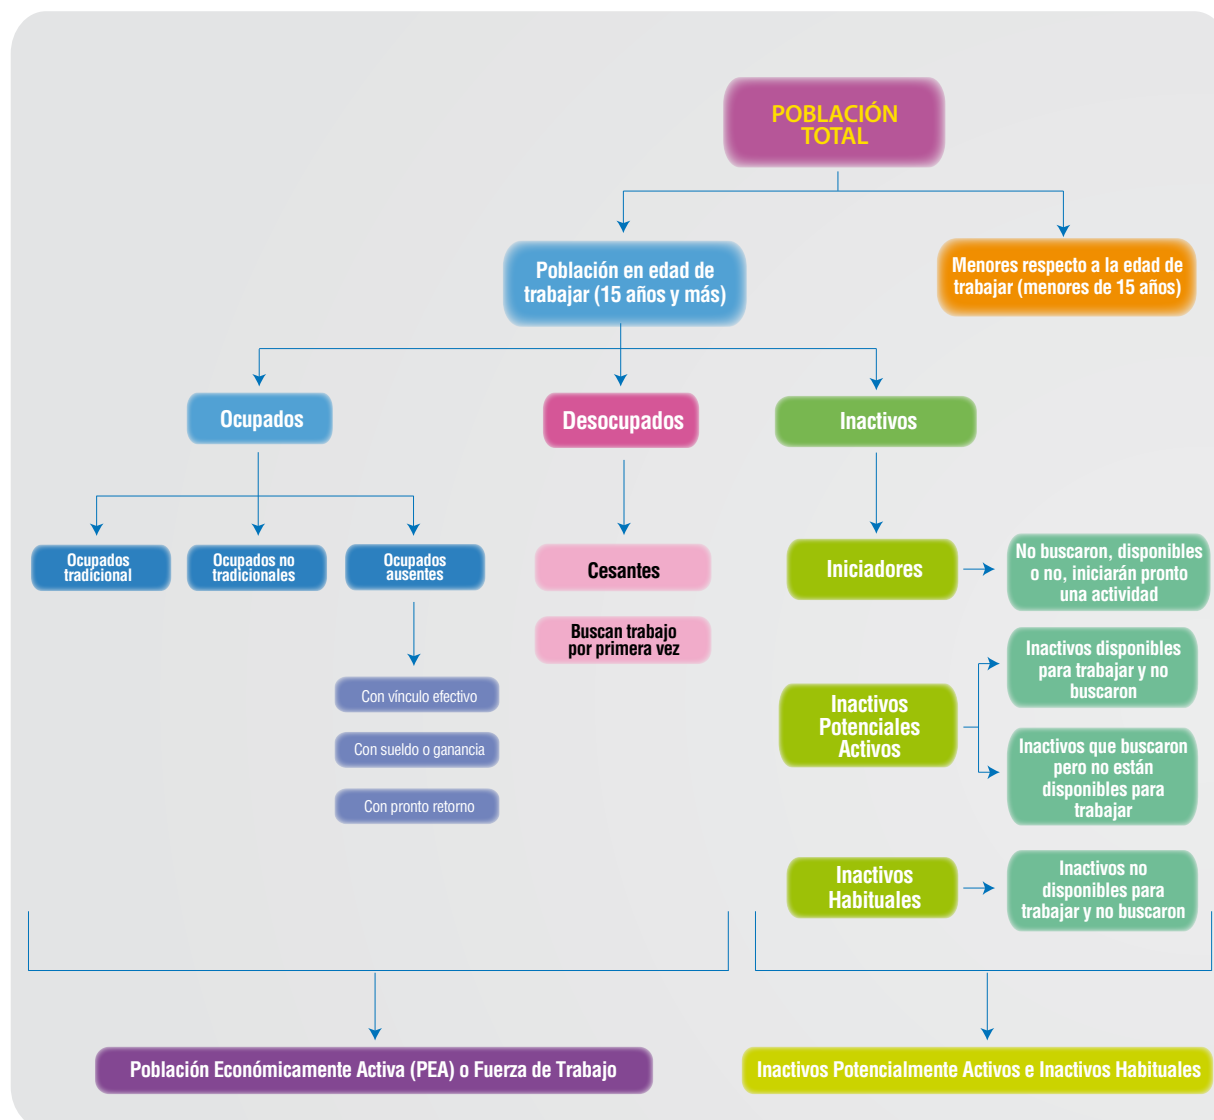 POBLACIÓN
TOTAL
Población en edad de
trabajar (15 años y más)
Menores respecto a la edad de
trabajar (menores de 15 años)
Ocupados
Desocupados
Inactivos
Ocupados
tradicional
Ocupados no
tradicionales
Ocupados
ausentes
Con vínculo efectivo
Con sueldo o ganancia
Con pronto retorno
Cesantes
Buscan trabajo
por primera vez
Iniciadores
No buscaron, disponibles
o no, iniciarán pronto
una actividad
Inactivos
Potenciales
Activos
Inactivos disponibles
para trabajar y no
buscaron
Inactivos que buscaron
pero no están
disponibles para
trabajar
Inactivos
Habituales
Inactivos no
disponibles para
trabajar y no buscaron
Población Económicamente Activa (PEA) o Fuerza de Trabajo
Inactivos Potencialmente Activos e Inactivos Habituales